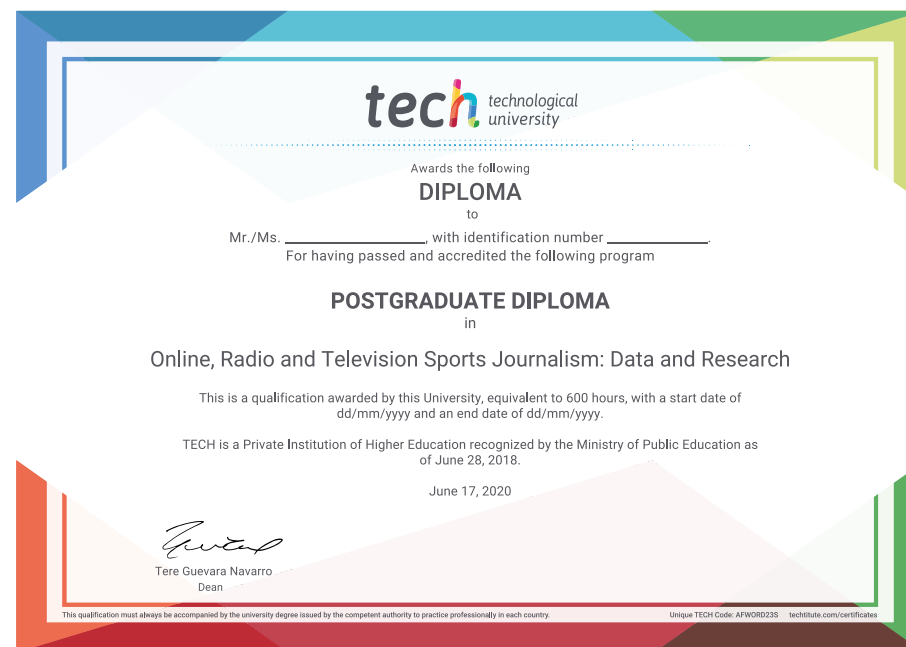 tech technological
university
Awards the following
DIPLOMA
to
Mr./Ms. ____________________, with identification number ______________.
For having passed and accredited the following program
POSTGRADUATE DIPLOMA
in
Online, Radio and Television Sports Journalism: Data and Research
This is a qualification awarded by this University, equivalent to 600 hours, with a start date of
dd/mm/yyyy and an end date of dd/mm/yyyy.
TECH is a Private Institution of Higher Education recognized by the Ministry of Public Education as
of June 28, 2018.
June 17, 2020
Tere Guevara Navarro
Dean
This qualification must always be accompanied by the university degree issued by the competent authority to practice professionally in each country. Unique TECH Code: AFWORD23S techtitute.com/certificates